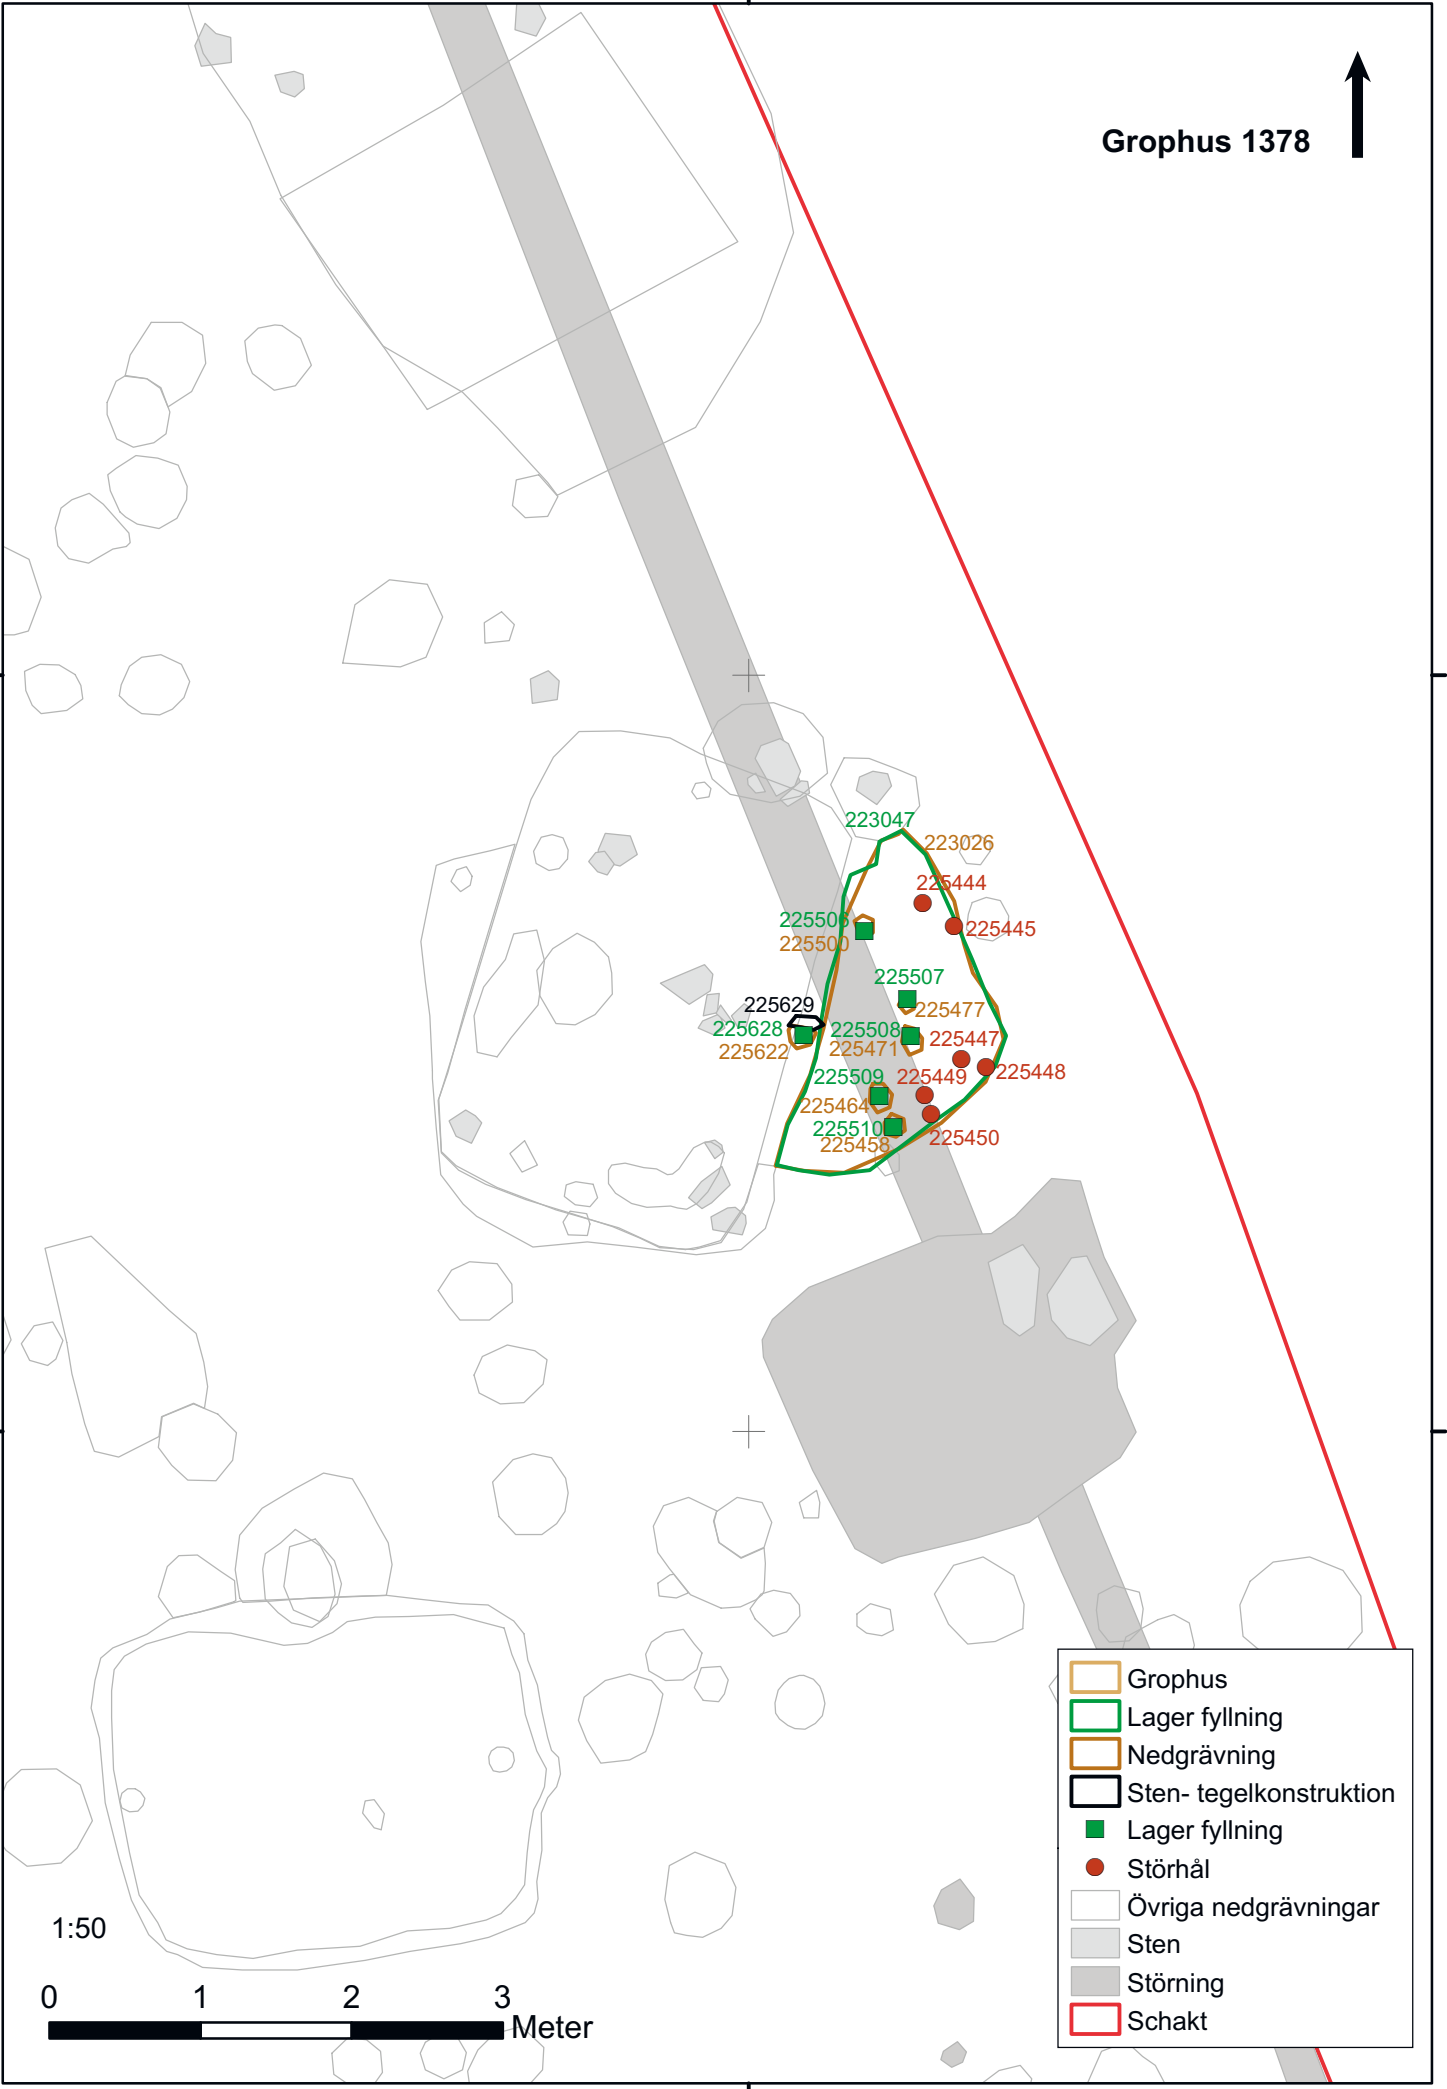 Grophus 1378
223047
223026
225444
225506
225445
225500
225507
225629
225477
225628
225508
225447
225622
225471
225448
225509
225449
225464
225510
225450
225458
Grophus
Lager fyllning
Nedgrävning
Sten- tegelkonstruktion
Lager fyllning
Störhål
Övriga nedgrävningar
Sten
Störning
Schakt
1:50
0 1 2 3
Meter